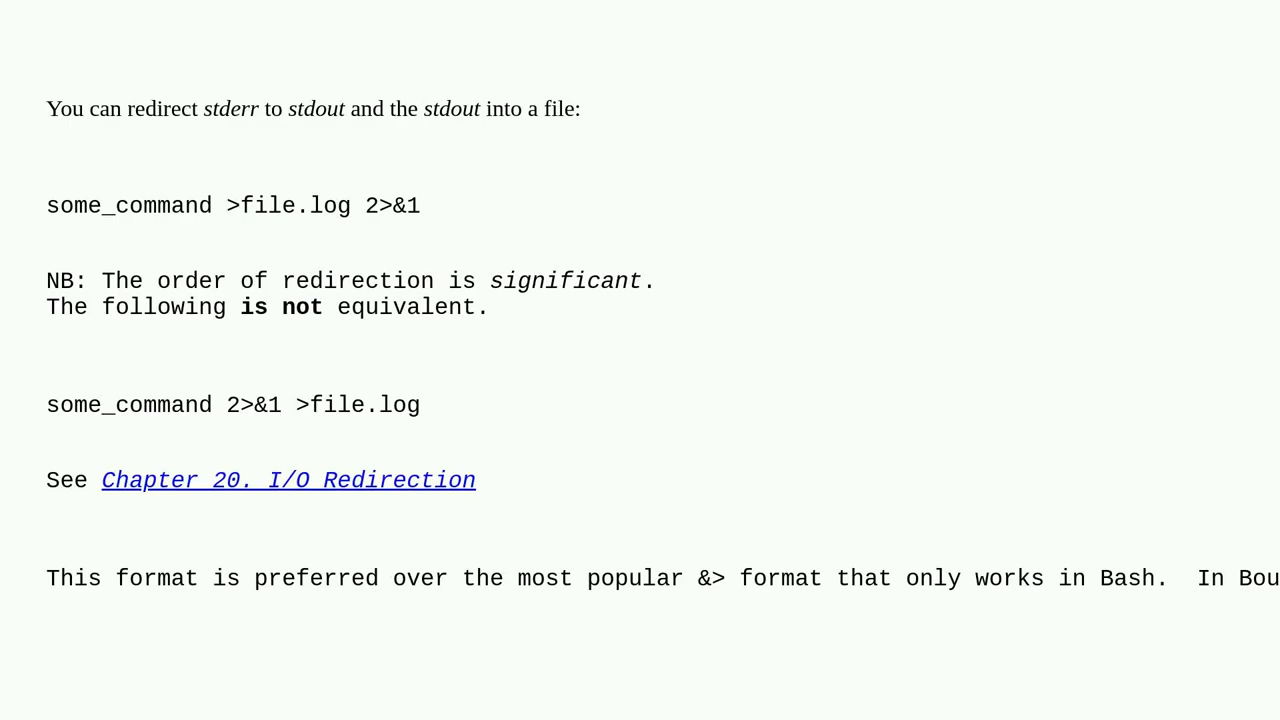 You can redirect stderr to stdout and the stdout into a file:
some_command >file.log 2>&1
NB: The order of redirection is significant.
The following is not equivalent.
some_command 2>&1 >file.log
See Chapter 20. I/O Redirection
This format is preferred over the most popular &> format that only works in Bash.  In